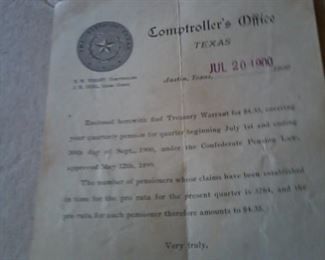 Comptroller's Office
TEXAS
JUL 20 1900
Austin, Texas,
Enclosed herewith find Treasury Warrant for $4.35, covering
your quarterly pension for quarter beginning July 1st and ending
30th day of Sept., 1900, under the Confederate Pension Law,
approved May 12th, 1899.
The number of pensioners whose claims have been established
in time for the pro rata for the present quarter is 5761, and the
pro rata for each pensioner therefore amounts to $4.35.
Very truly,